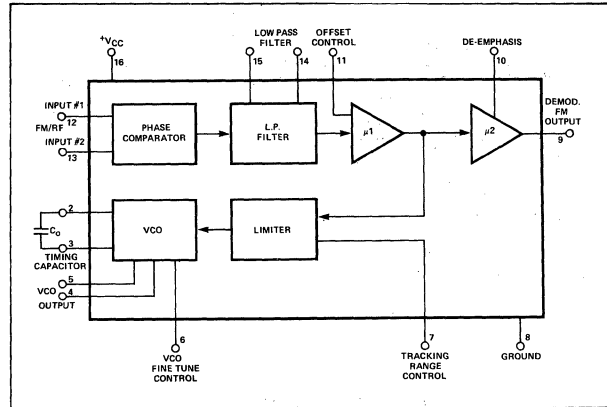 +VCC
16
LOW PASS
FILTER
15
14
OFFSET
CONTROL
11
DE-EMPHASIS
10
INPUT #1
12
FM/RF
INPUT #2
13
PHASE
COMPARATOR
L.P.
FILTER
μ1
μ2
DEMOD.
FM
OUTPUT
9
2
C₀
3
TIMING
CAPACITOR
VCO
LIMITER
5
VCO
4
OUTPUT
6
VCO
FINE TUNE
CONTROL
7
TRACKING
RANGE
CONTROL
8
GROUND